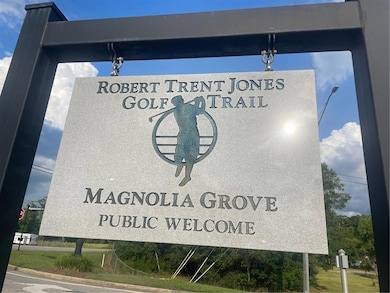 ROBERT TRENT JONES
GOLF TRAIL
MAGNOLIA GROVE
PUBLIC WELCOME